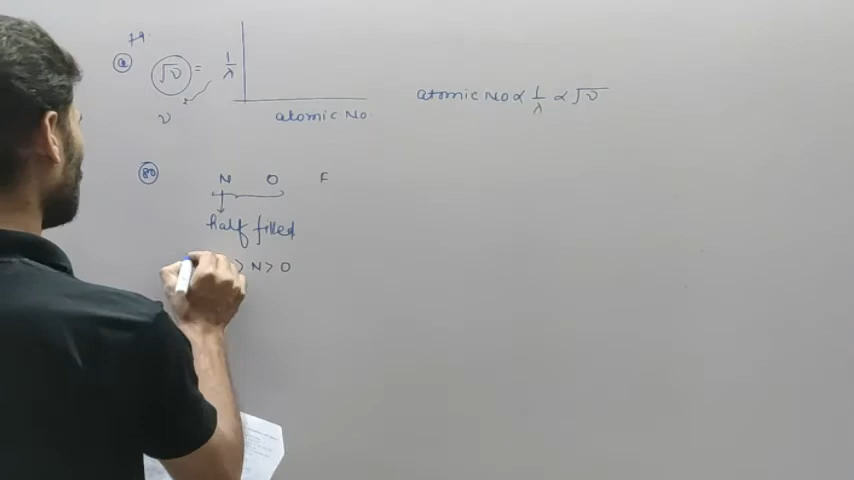 79.
(a) √ν = 1/λ
ν
atomic No.
atomic No ∝ 1/λ ∝ √ν
80 N O F
half filled
> N > O